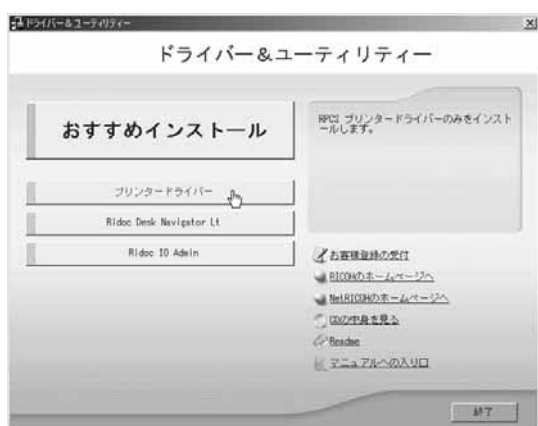 ドライバー&ユーティリティー
ドライバー&ユーティリティー
おすすめインストール
プリンタードライバー
Ridoc Desk Navigator Lt
Ridoc IO Admin
RPCS プリンタードライバーのみをインスト
ールします。
お客様登録の受付
RICOHのホームページへ
NetRICOHのホームページへ
CDの中身を見る
Readme
マニュアルへの入り口
終了